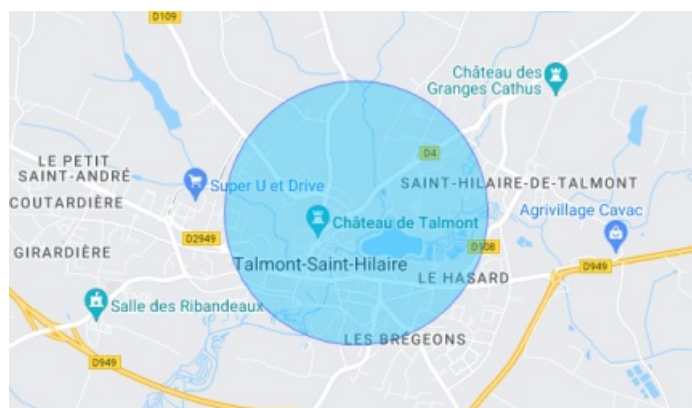 D109
Château des
Granges Cathus
D4
LE PETIT
SAINT-ANDRÉ
Super U et Drive
SAINT-HILAIRE-DE-TALMONT
COUTARDIÈRE
Agrivillage Cavac
Château de Talmont
D2949
D108
GIRARDIÈRE
Talmont-Saint-Hilaire
D949
LE HASARD
Salle des Ribandeaux
LES BRÉGEONS
D949